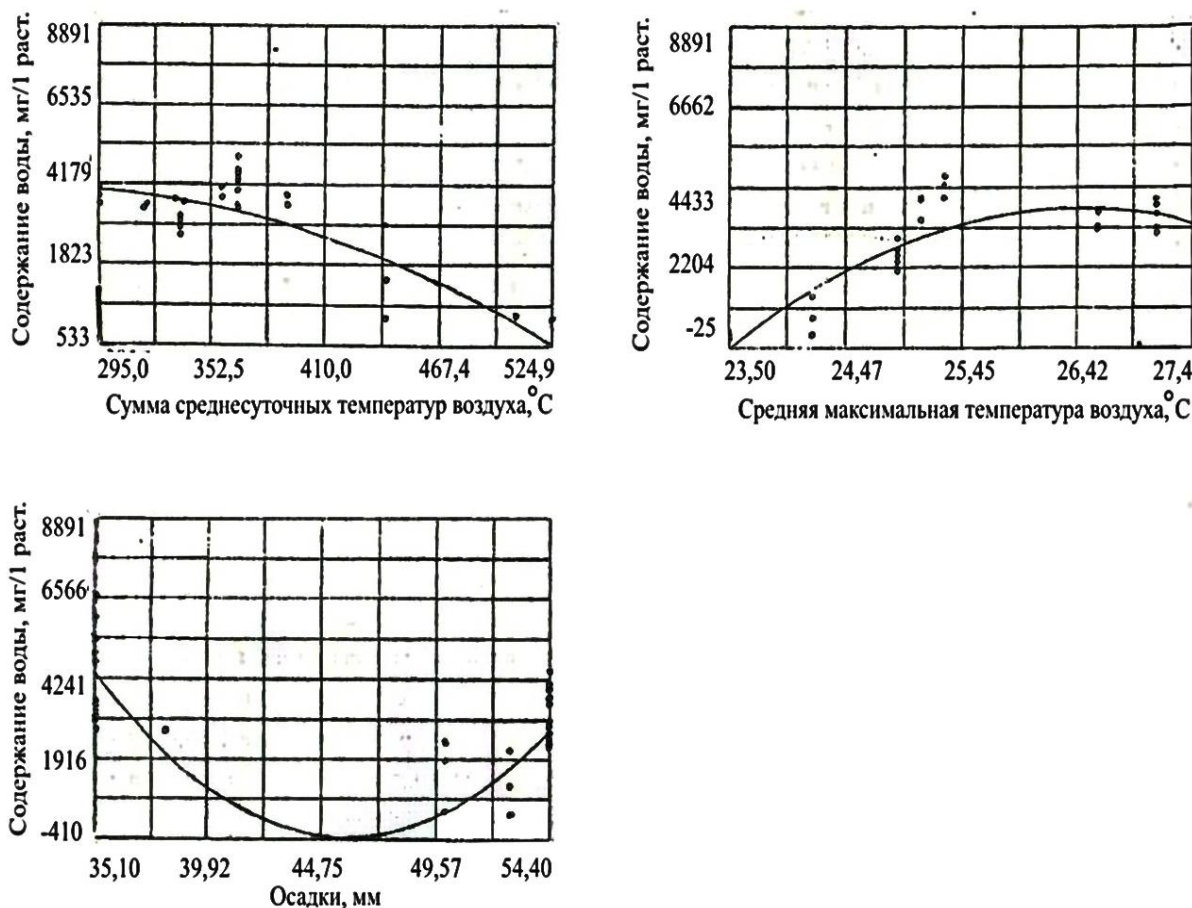 Содержание воды, мг/1 раст.
8891
6535
4179
1823
533
295,0 352,5 410,0 467,4 524,9
Сумма среднесуточных температур воздуха,°С
Содержание воды, мг/1 раст.
8891
6662
4433
2204
-25
23,50 24,47 25,45 26,42 27,4
Средняя максимальная температура воздуха,°С
Содержание воды, мг/1 раст.
8891
6566
4241
1916
-410
35,10 39,92 44,75 49,57 54,40
Осадки, мм